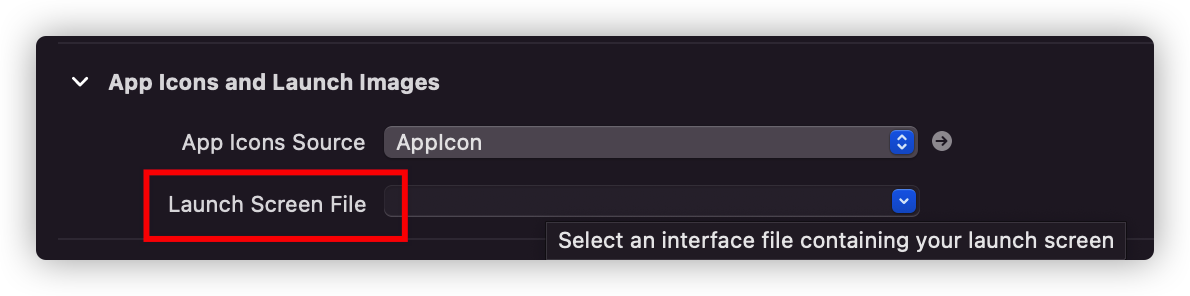 App Icons and Launch Images
App Icons Source AppIcon
Launch Screen File
Select an interface file containing your launch screen